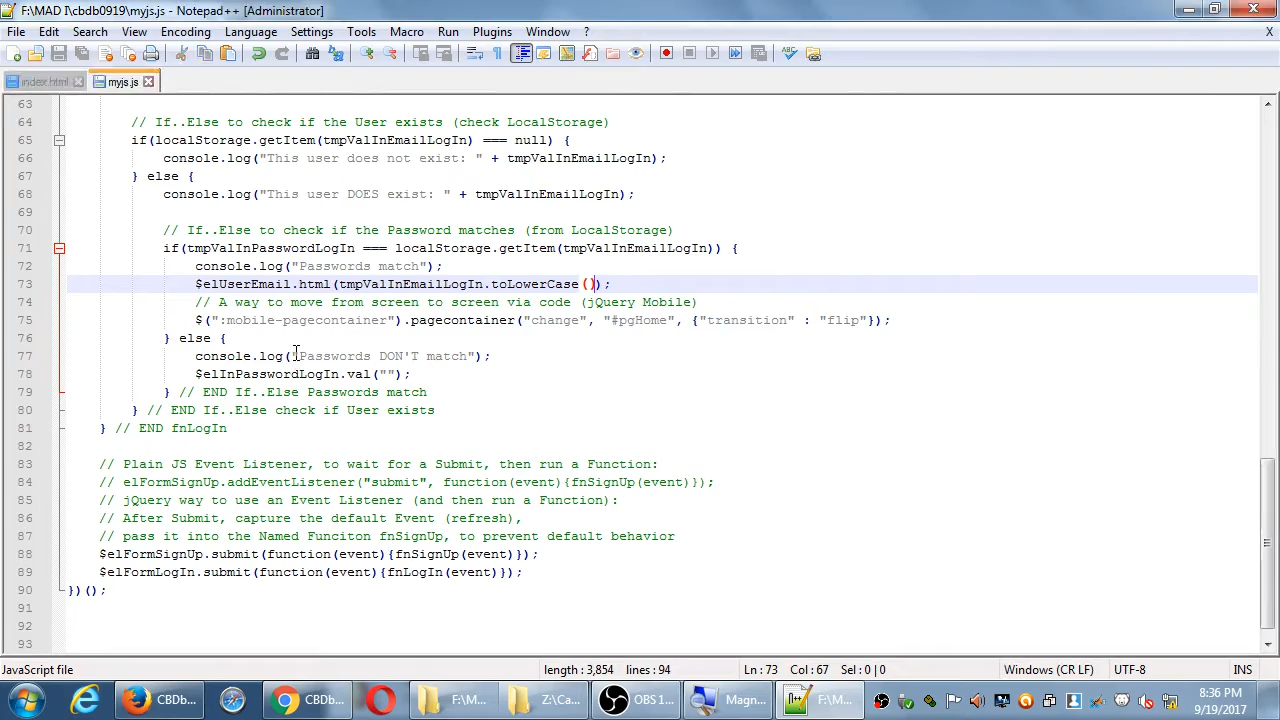 F:\MAD I\cbdb0919\myjs.js - Notepad++ [Administrator]
File Edit Search View Encoding Language Settings Tools Macro Run Plugins Window ? X
index.html myjs.js
63
64 // If..Else to check if the User exists (check LocalStorage)
65 if(localStorage.getItem(tmpValInEmailLogIn) === null) {
66 console.log("This user does not exist: " + tmpValInEmailLogIn);
67 } else {
68 console.log("This user DOES exist: " + tmpValInEmailLogIn);
69
70 // If..Else to check if the Password matches (from LocalStorage)
71 if(tmpValInPasswordLogIn === localStorage.getItem(tmpValInEmailLogIn)) {
72 console.log("Passwords match");
73 $elUserEmail.html(tmpValInEmailLogIn.toLowerCase());
74 // A way to move from screen to screen via code (jQuery Mobile)
75 $(":mobile-pagecontainer").pagecontainer("change", "#pgHome", {"transition" : "flip"});
76 } else {
77 console.log("Passwords DON'T match");
78 $elInPasswordLogIn.val("");
79 } // END If..Else Passwords match
80 } // END If..Else check if User exists
81 } // END fnLogIn
82
83 // Plain JS Event Listener, to wait for a Submit, then run a Function:
84 // elFormSignUp.addEventListener("submit", function(event){fnSignUp(event)});
85 // jQuery way to use an Event Listener (and then run a Function):
86 // After Submit, capture the default Event (refresh),
87 // pass it into the Named Funciton fnSignUp, to prevent default behavior
88 $elFormSignUp.submit(function(event){fnSignUp(event)});
89 $elFormLogIn.submit(function(event){fnLogIn(event)});
90 })();
91
92
93
JavaScript file length : 3,854 lines : 94 Ln : 73 Col : 67 Sel : 0 | 0 Windows (CR LF) UTF-8 INS
CBDb... CBDb... F:\M... Z:\Ca... OBS 1... Magn... F:\M... 8:36 PM
9/19/2017